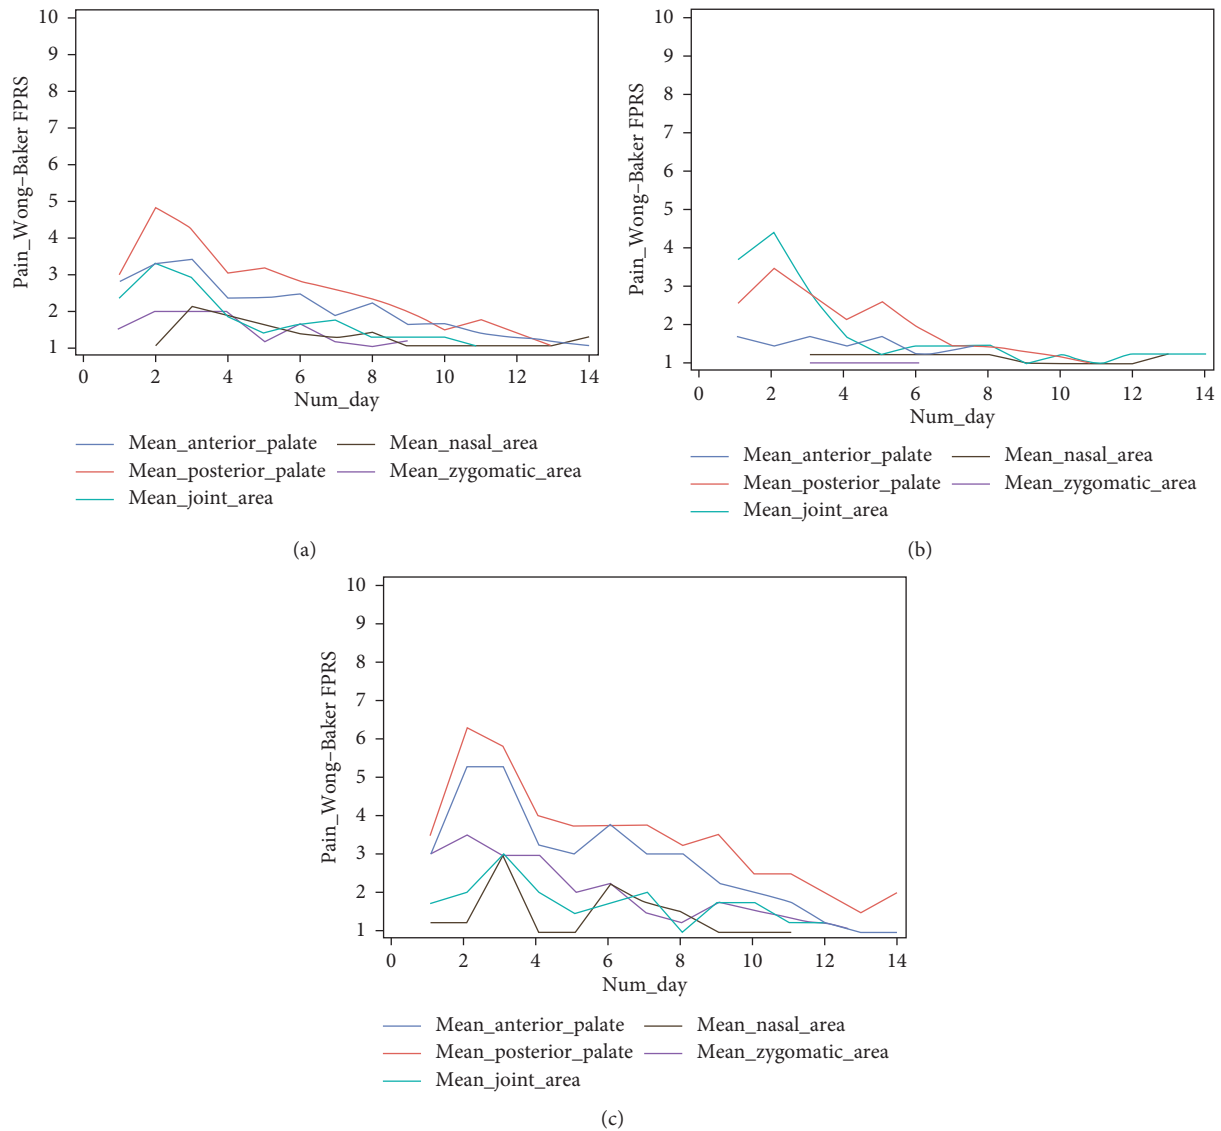 10
9
8
7
6
5
4
3
2
1
Pain_Wong–Baker FPRS
0 2 4 6 8 10 12 14
Num_day
Mean_anterior_palate Mean_nasal_area
Mean_posterior_palate Mean_zygomatic_area
Mean_joint_area
(a)
10
9
8
7
6
5
4
3
2
1
Pain_Wong–Baker FPRS
0 2 4 6 8 10 12 14
Num_day
Mean_anterior_palate Mean_nasal_area
Mean_posterior_palate Mean_zygomatic_area
Mean_joint_area
(b)
10
9
8
7
6
5
4
3
2
1
Pain_Wong–Baker FPRS
0 2 4 6 8 10 12 14
Num_day
Mean_anterior_palate Mean_nasal_area
Mean_posterior_palate Mean_zygomatic_area
Mean_joint_area
(c)